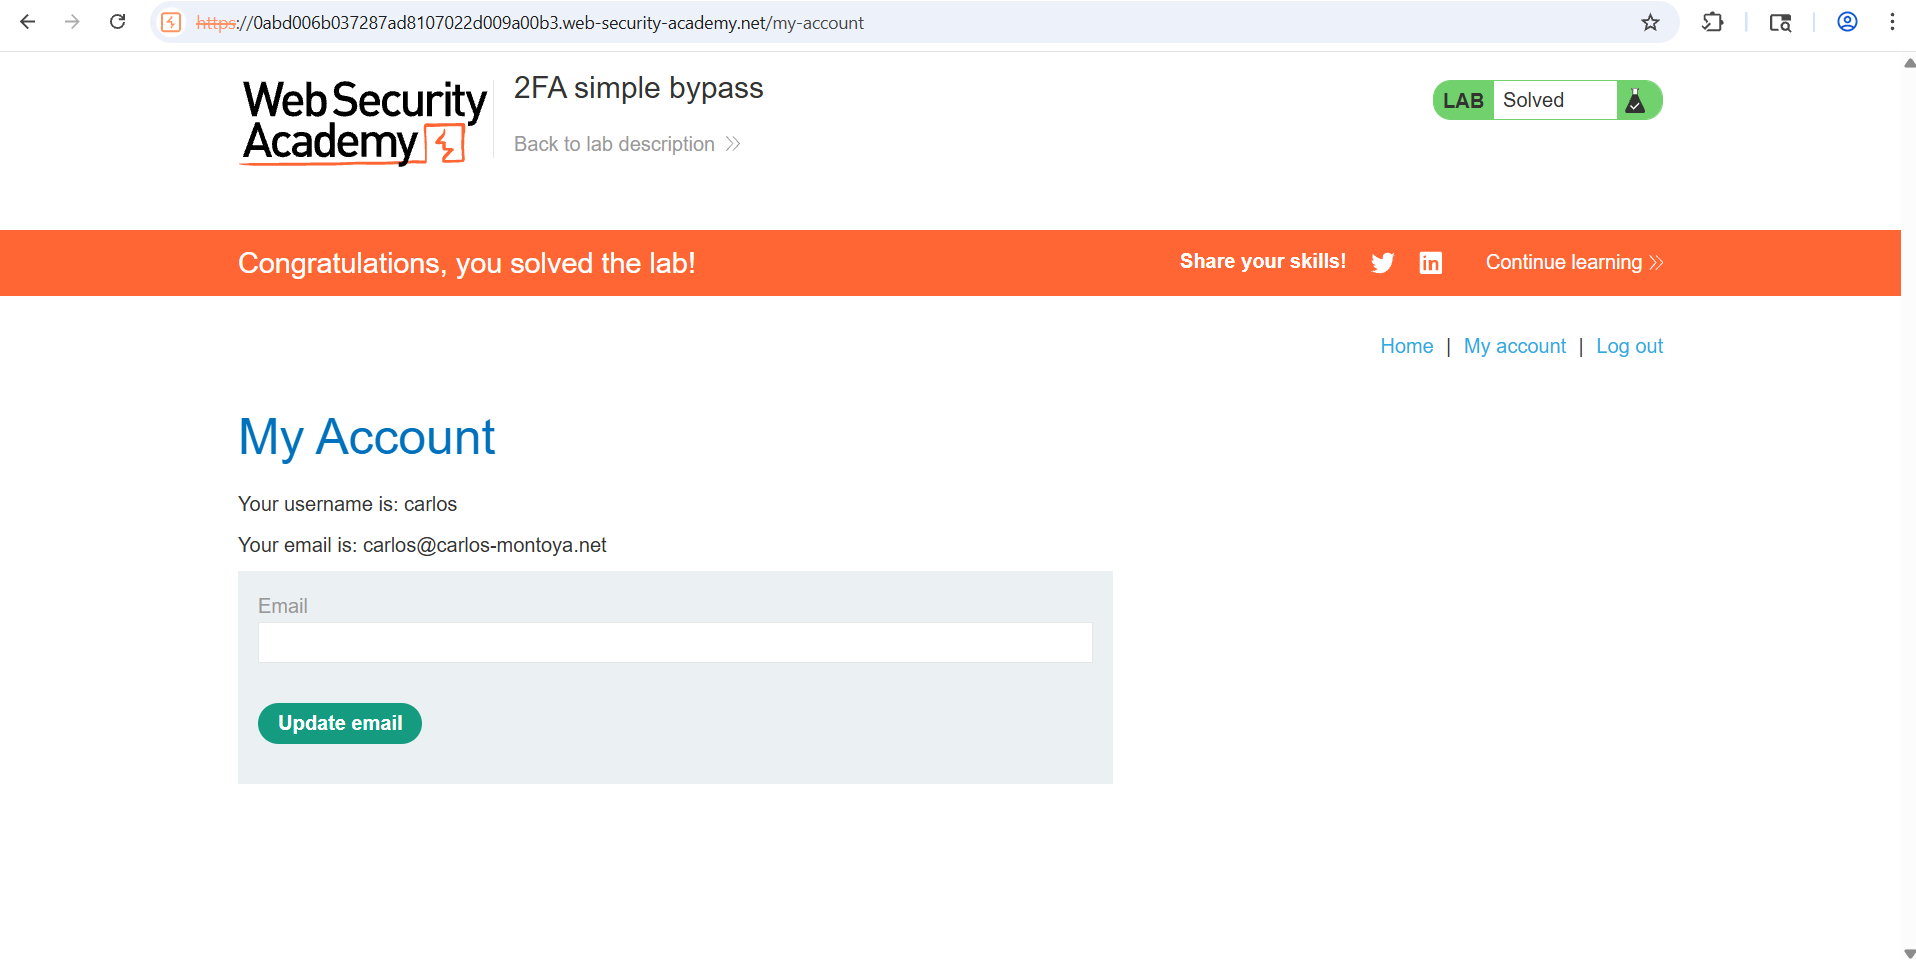 https://0abd006b037287ad8107022d009a00b3.web-security-academy.net/my-account
Web Security
Academy
2FA simple bypass
Back to lab description
LAB Solved
Congratulations, you solved the lab!
Share your skills!
Continue learning
Home | My account | Log out
My Account
Your username is: carlos
Your email is: carlos@carlos-montoya.net
Email
Update email